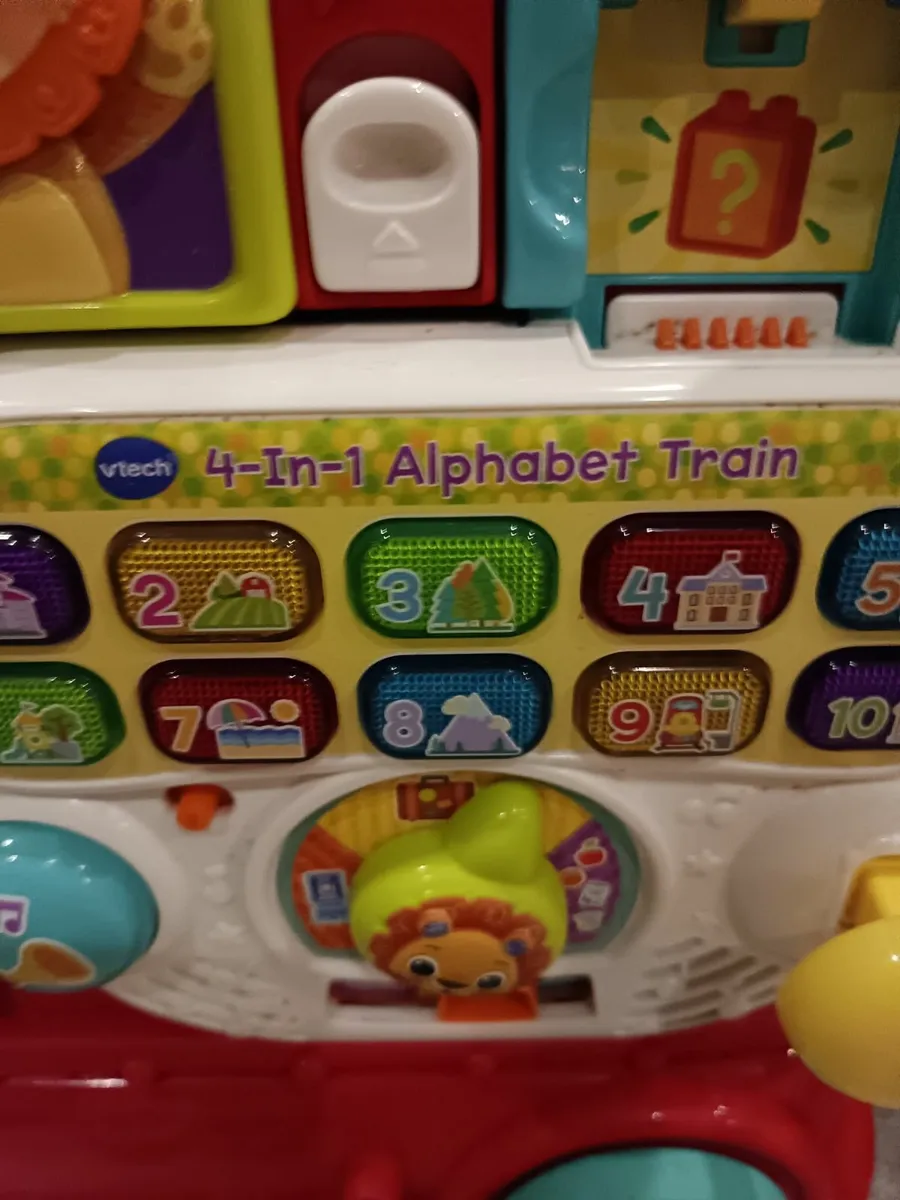 ?
vtech 4-In-1 Alphabet Train
2 3 4 5
7 8 9 10